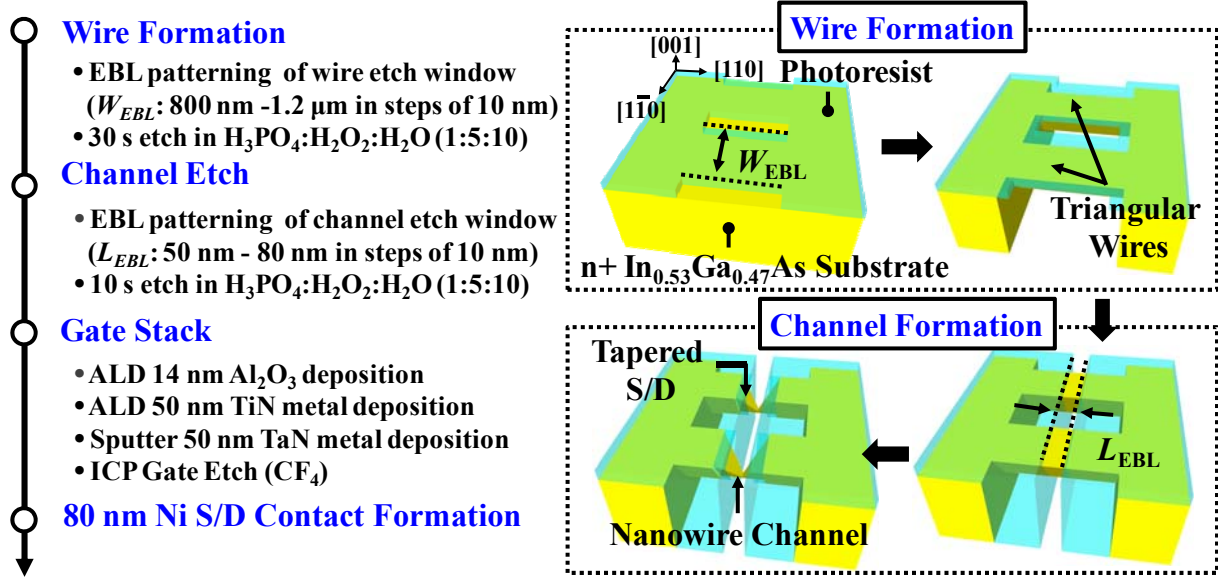 Wire Formation
• EBL patterning of wire etch window
(W_EBL: 800 nm -1.2 μm in steps of 10 nm)
• 30 s etch in H₃PO₄:H₂O₂:H₂O (1:5:10)
Channel Etch
• EBL patterning of channel etch window
(L_EBL: 50 nm - 80 nm in steps of 10 nm)
• 10 s etch in H₃PO₄:H₂O₂:H₂O (1:5:10)
Gate Stack
• ALD 14 nm Al₂O₃ deposition
• ALD 50 nm TiN metal deposition
• Sputter 50 nm TaN metal deposition
• ICP Gate Etch (CF₄)
80 nm Ni S/D Contact Formation
Wire Formation
[001]
[110]
[11̄0]
Photoresist
W_EBL
n+ In₀.₅₃Ga₀.₄₇As Substrate
Triangular
Wires
Channel Formation
Tapered
S/D
Nanowire Channel
L_EBL